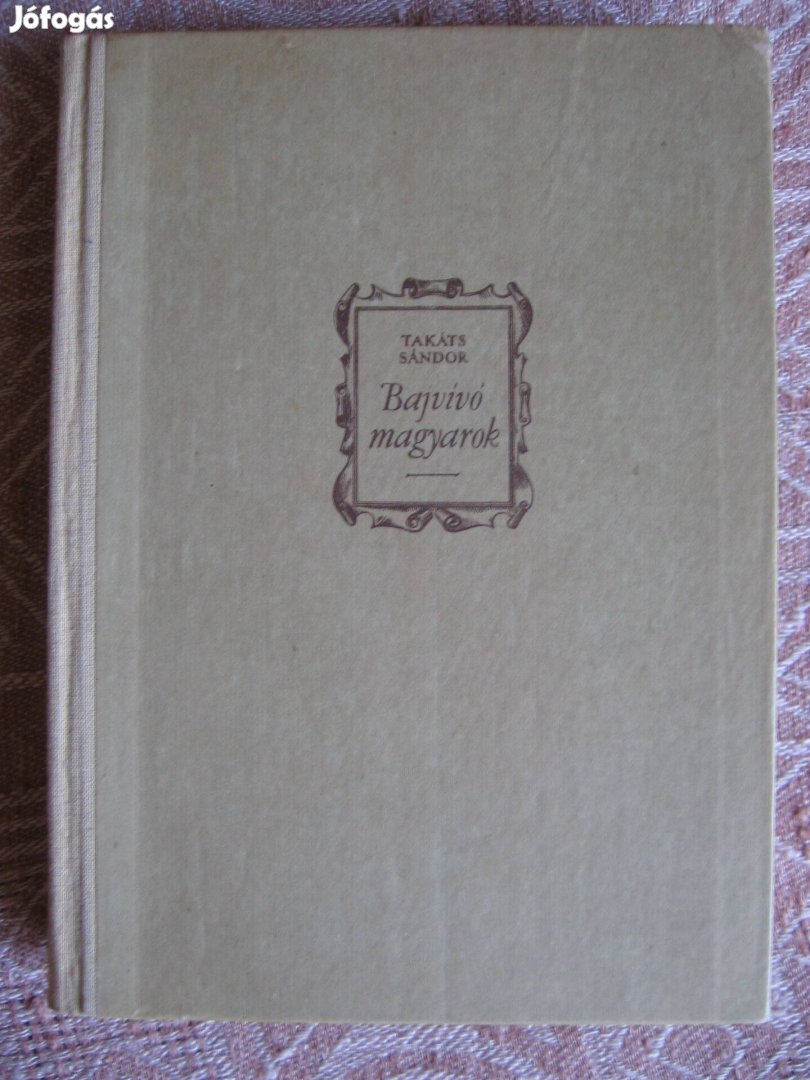 Jófogás
TAKÁTS
SÁNDOR
Bajvívó
magyarok